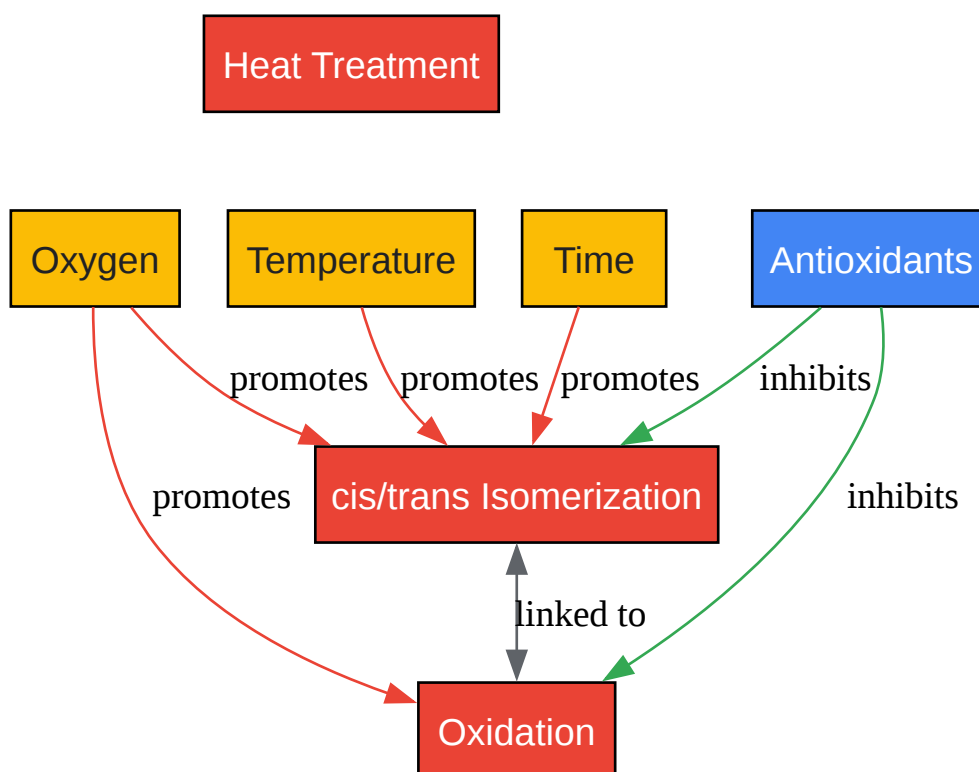 Heat Treatment
Oxygen
Temperature
Time
Antioxidants
promotes
promotes
promotes
inhibits
promotes
cis/trans Isomerization
inhibits
linked to
Oxidation